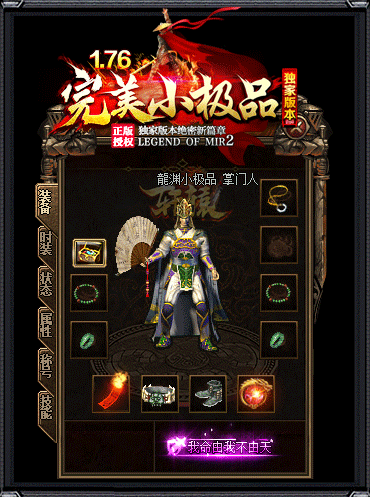 1.76
完美小极品
独家版本
正版授权
独家版本绝密新篇章
LEGEND OF MIR2
龍渊小极品 掌门人
装备
时装
状态
属性
称号
技能
我命由我不由天